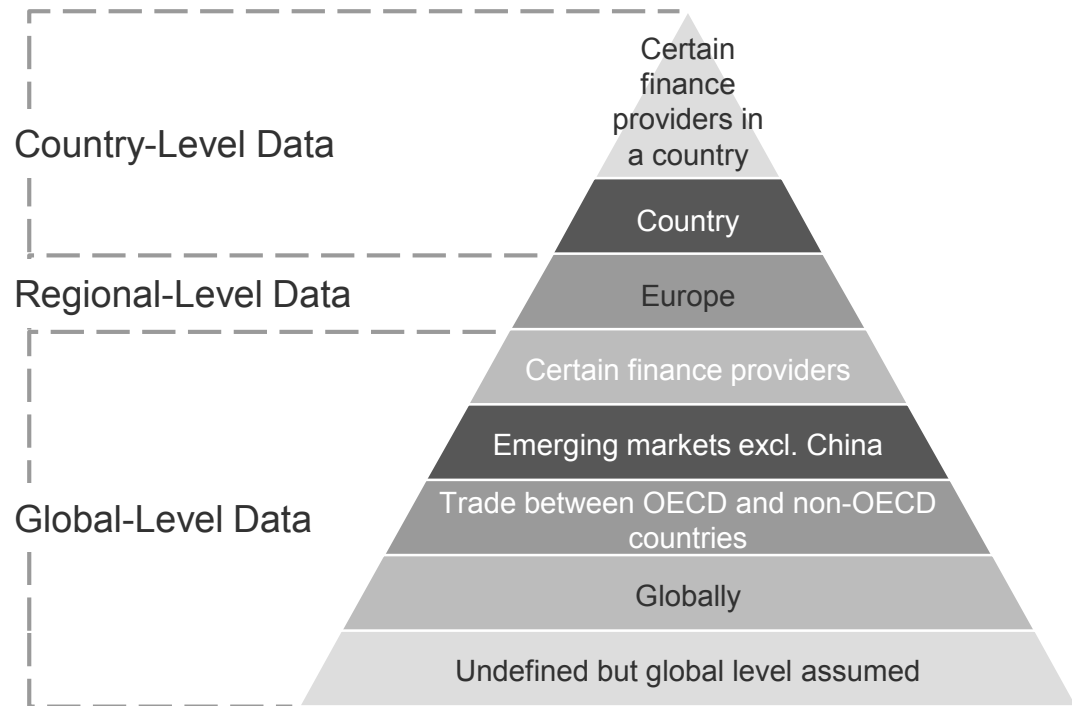 Certain
finance
providers in
a country
Country-Level Data
Country
Regional-Level Data
Europe
Certain finance providers
Emerging markets excl. China
Trade between OECD and non-OECD
countries
Global-Level Data
Globally
Undefined but global level assumed